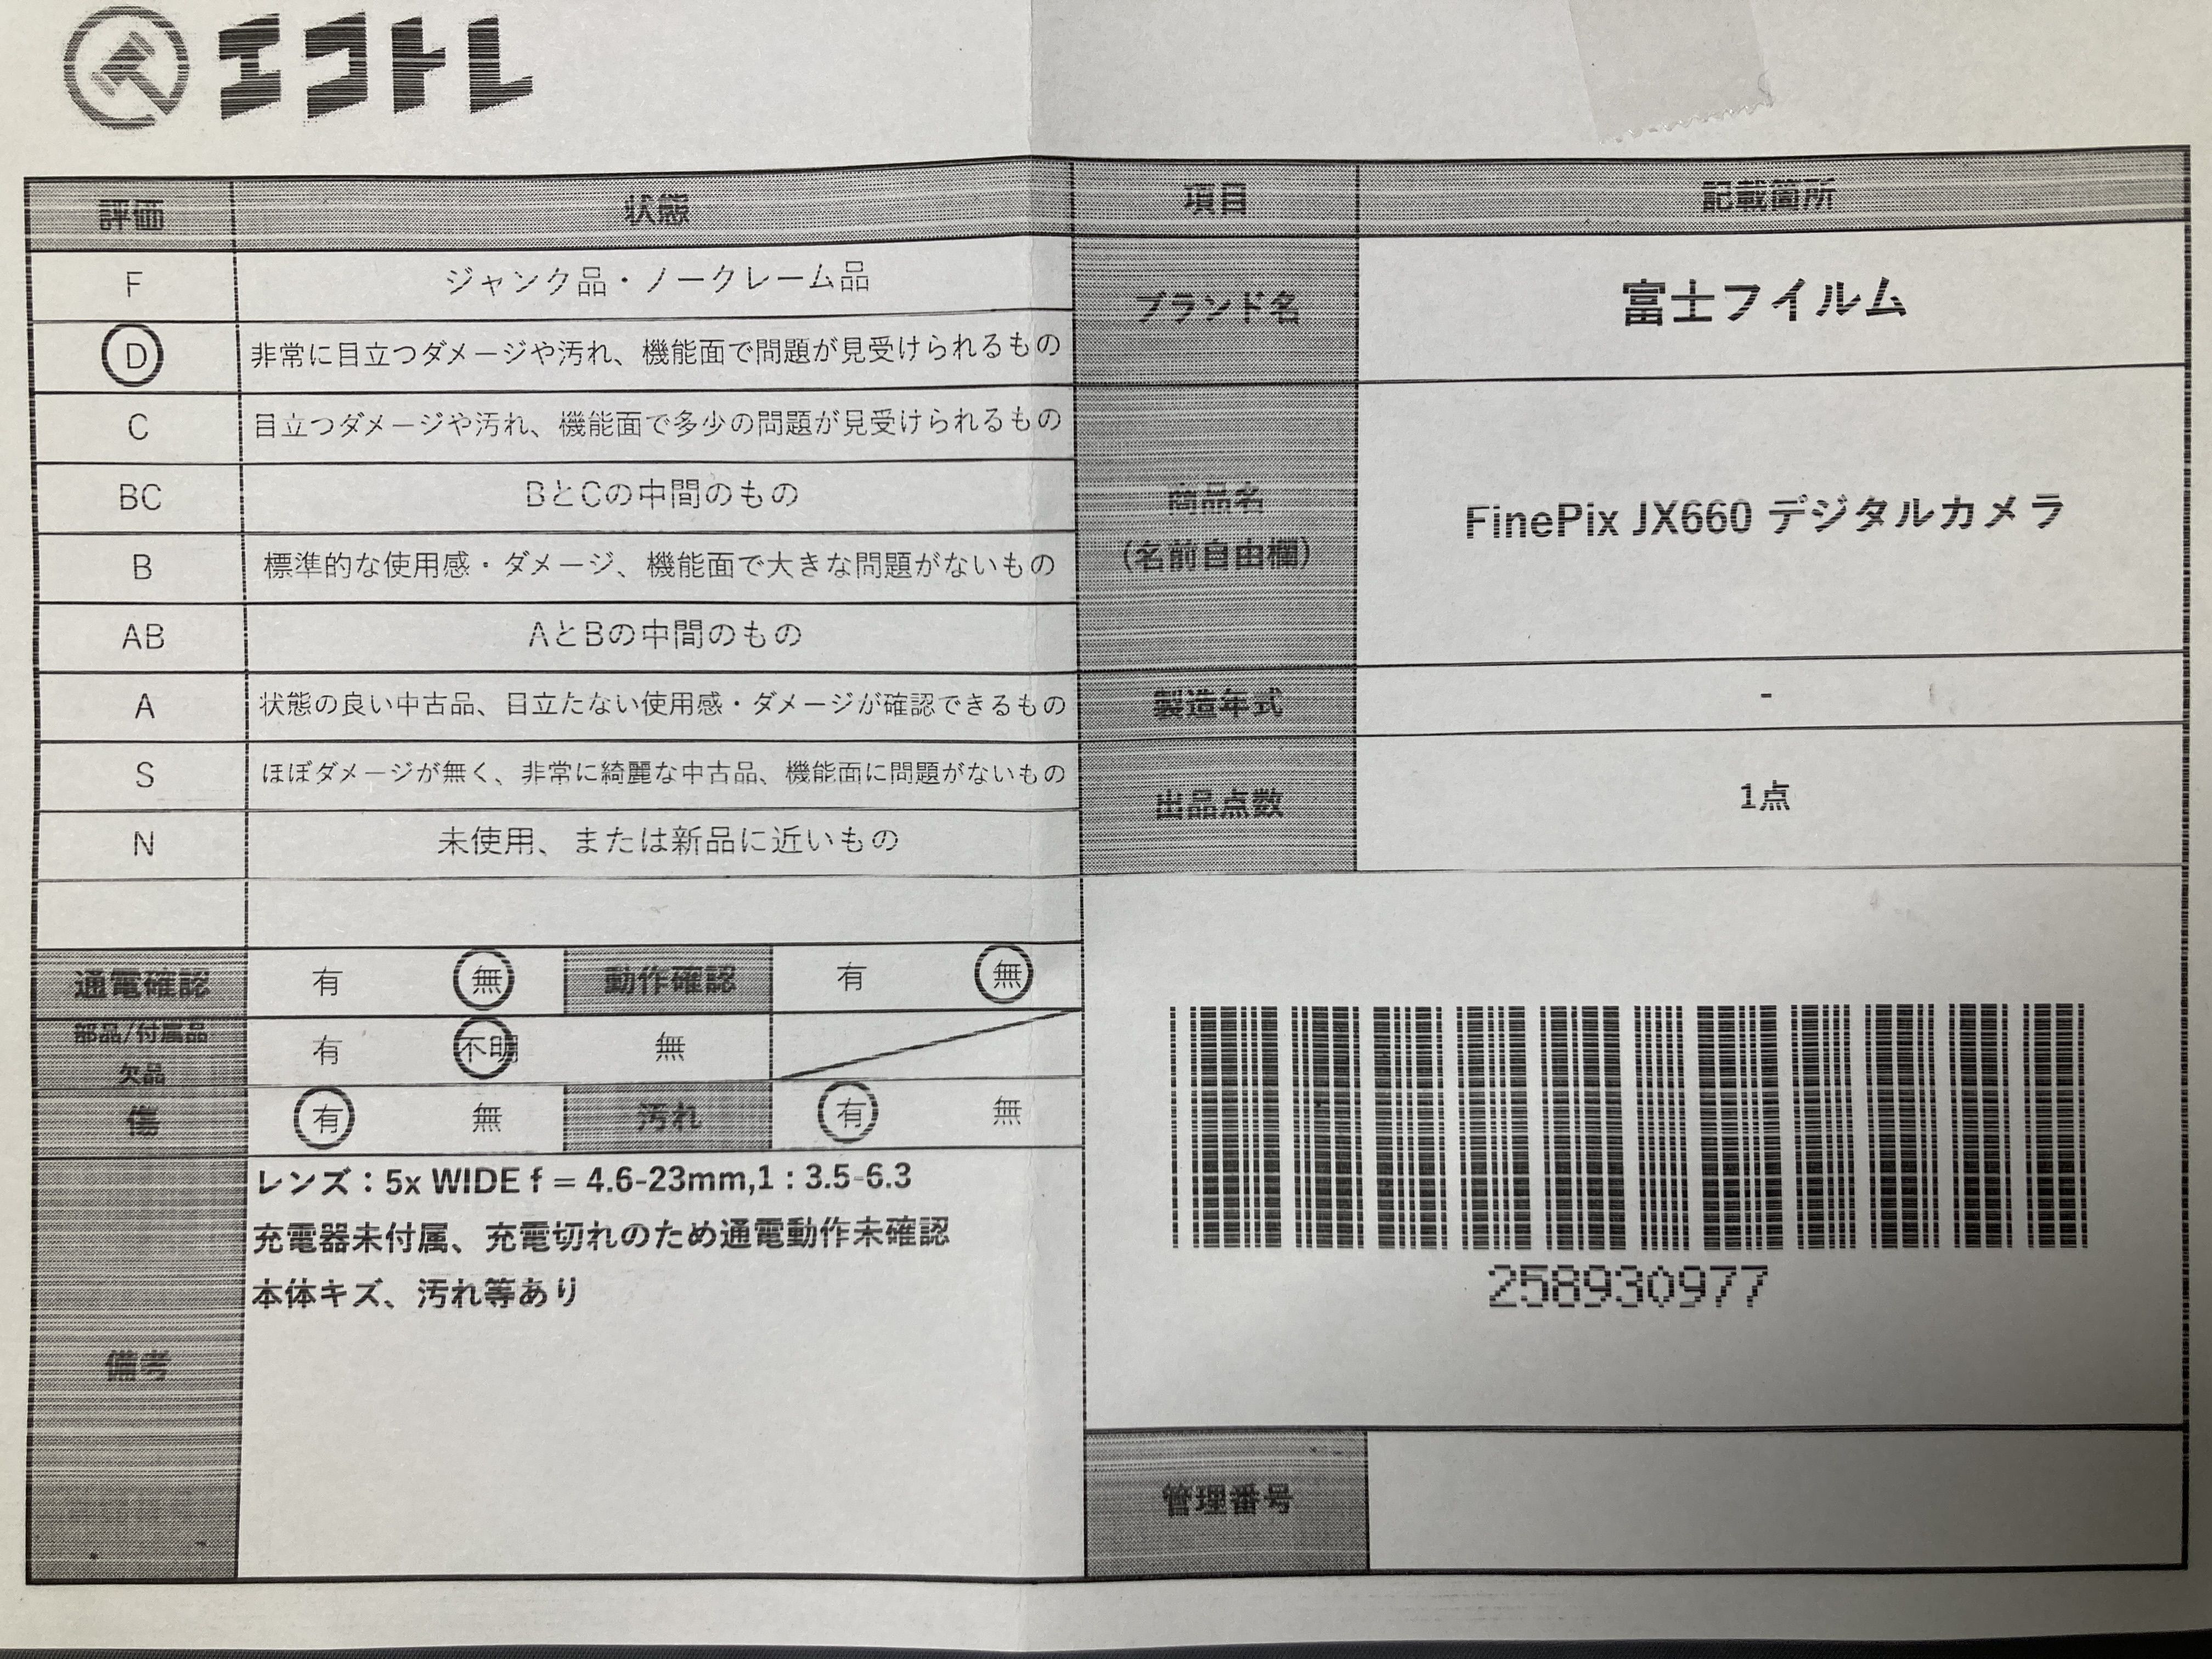 エコトレ
評価 状態 項目 記載箇所
F ジャンク品・ノークレーム品
D 非常に目立つダメージや汚れ、機能面で問題が見受けられるもの
C 目立つダメージや汚れ、機能面で多少の問題が見受けられるもの
BC BとCの中間のもの
B 標準的な使用感・ダメージ、機能面で大きな問題がないもの
AB AとBの中間のもの
A 状態の良い中古品、目立たない使用感・ダメージが確認できるもの
S ほぼダメージが無く、非常に綺麗な中古品、機能面に問題がないもの
N 未使用、または新品に近いもの
通電確認 有 無 動作確認 有 無
部品/付属品
欠品
有 不明 無
傷 有 無 汚れ 有 無
備考
レンズ：5x WIDE f = 4.6-23mm,1 : 3.5-6.3
充電器未付属、充電切れのため通電動作未確認
本体キズ、汚れ等あり
ブランド名 富士フイルム
商品名
(名前自由欄)
FinePix JX660 デジタルカメラ
製造年式 -
出品点数 1点
258930977
管理番号